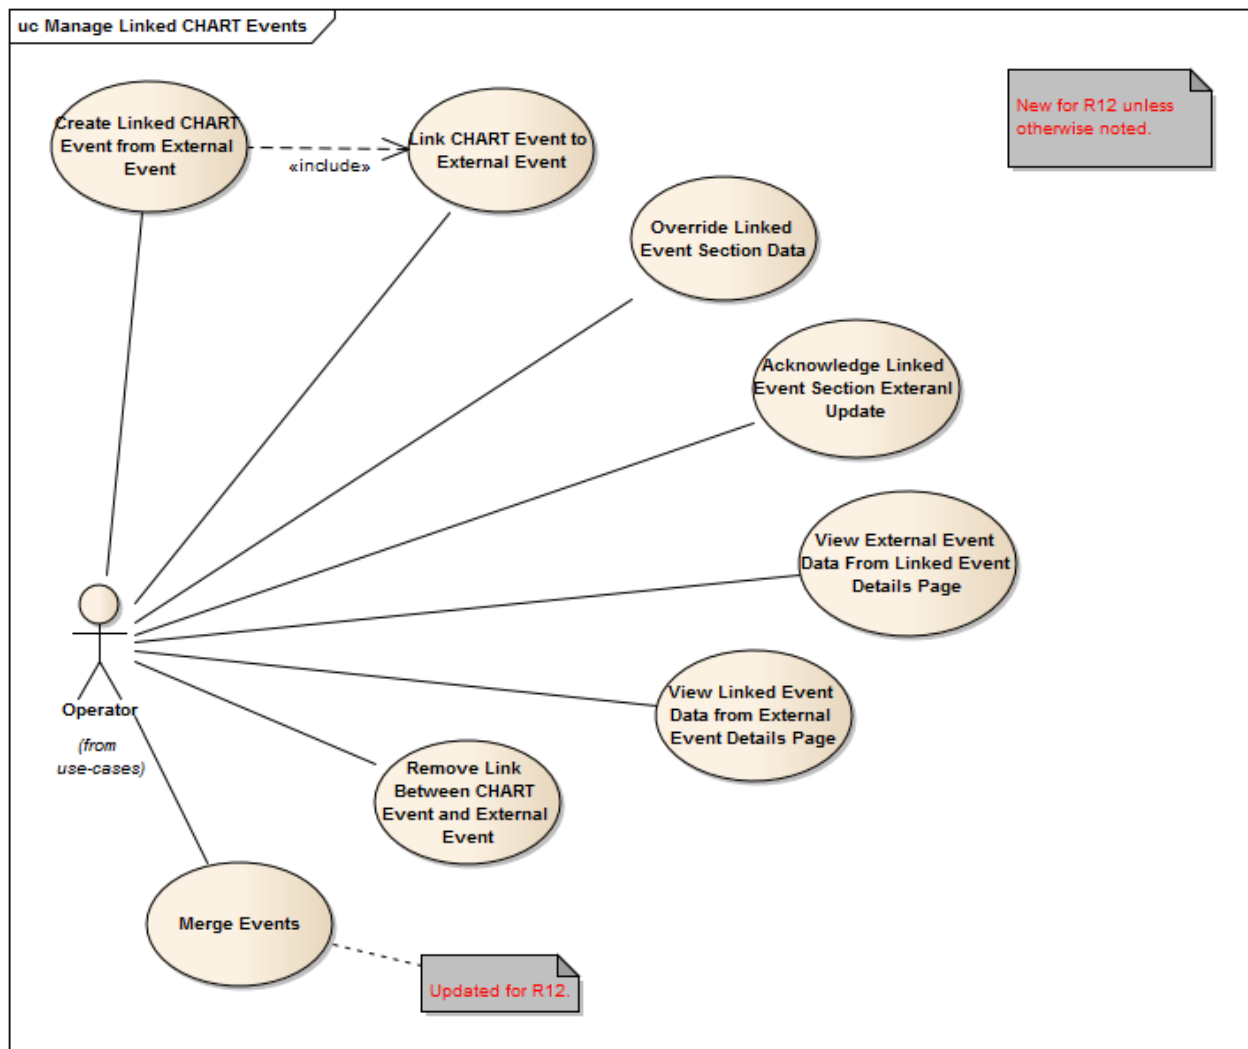 uc Manage Linked CHART Events
Create Linked CHART
Event from External
Event
«include»
Link CHART Event to
External Event
New for R12 unless
otherwise noted.
Override Linked
Event Section Data
Acknowledge Linked
Event Section Exteranl
Update
View External Event
Data From Linked Event
Details Page
View Linked Event
Data from External
Event Details Page
Operator
(from
use-cases)
Remove Link
Between CHART
Event and External
Event
Merge Events
Updated for R12.